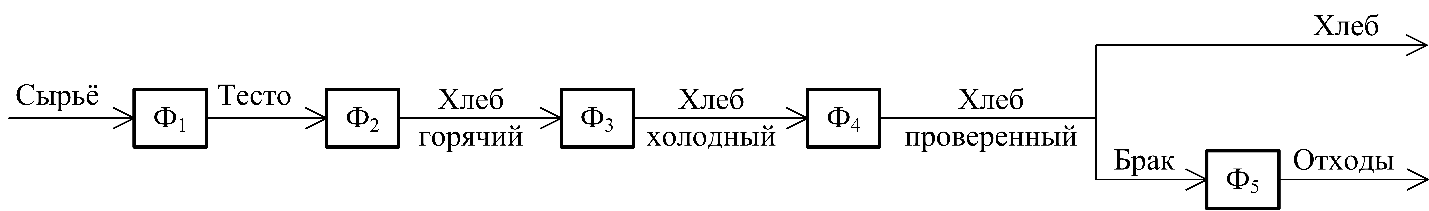 Хлеб
Сырьё Ф1 Тесто Ф2 Хлеб Ф3 Хлеб Ф4 Хлеб
горячий холодный проверенный
Брак Ф5 Отходы